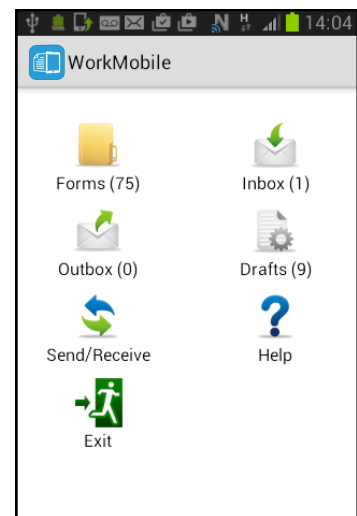 H 14:04
WorkMobile
Forms (75) Inbox (1)
Outbox (0) Drafts (9)
Send/Receive Help
Exit